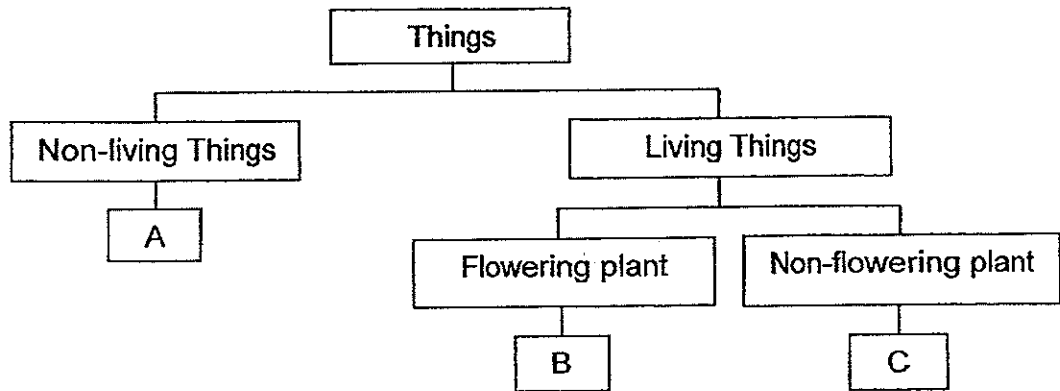 Things
Non-living Things
Living Things
A
Flowering plant
Non-flowering plant
B
C